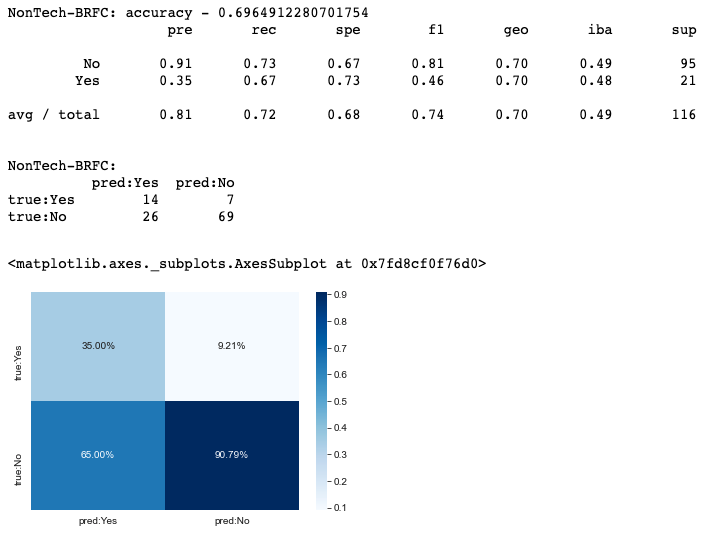 NonTech-BRFC: accuracy - 0.6964912280701754
pre rec spe f1 geo iba sup
No 0.91 0.73 0.67 0.81 0.70 0.49 95
Yes 0.35 0.67 0.73 0.46 0.70 0.48 21
avg / total 0.81 0.72 0.68 0.74 0.70 0.49 116
NonTech-BRFC:
pred:Yes pred:No
true:Yes 14 7
true:No 26 69
<matplotlib.axes._subplots.AxesSubplot at 0x7fd8cf0f76d0>
true:Yes
35.00% 9.21%
true:No
65.00% 90.79%
pred:Yes pred:No
0.9
0.8
0.7
0.6
0.5
0.4
0.3
0.2
0.1